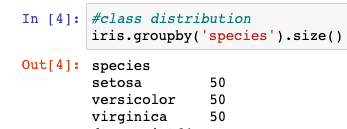 In [4]: #class distribution
iris.groupby('species').size()
Out[4]: species
setosa 50
versicolor 50
virginica 50